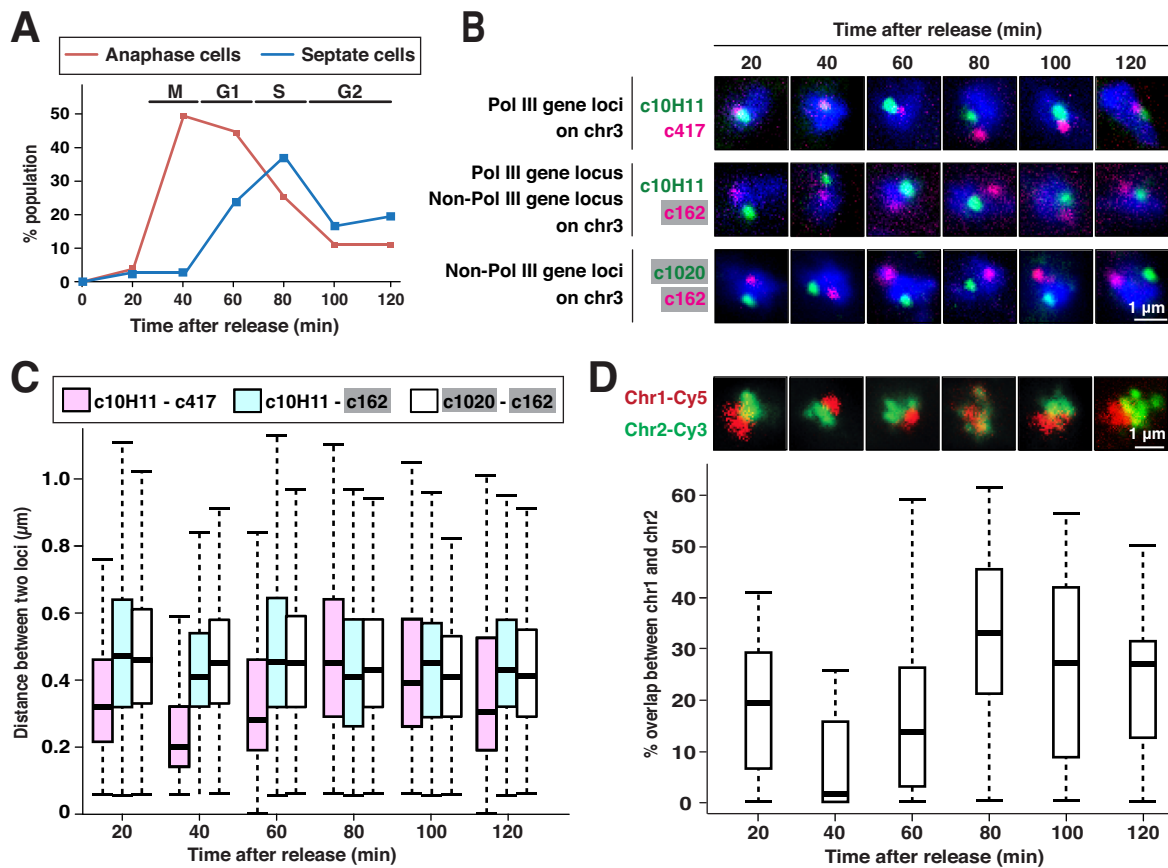 A
Anaphase cells Septate cells
M G1 S G2
50
40
30
20
10
0
% population
0 20 40 60 80 100 120
Time after release (min)
B
Time after release (min)
20 40 60 80 100 120
Pol III gene loci
on chr3
c10H11
c417
Pol III gene locus
Non-Pol III gene locus
on chr3
c10H11
c162
Non-Pol III gene loci
on chr3
c1020
c162
1 µm
C
c10H11 - c417 c10H11 - c162 c1020 - c162
1.0
0.8
0.6
0.4
0.2
0
Distance between two loci (µm)
20 40 60 80 100 120
Time after release (min)
D
Chr1-Cy5
Chr2-Cy3
1 µm
60
50
40
30
20
10
0
% overlap between chr1 and chr2
20 40 60 80 100 120
Time after release (min)